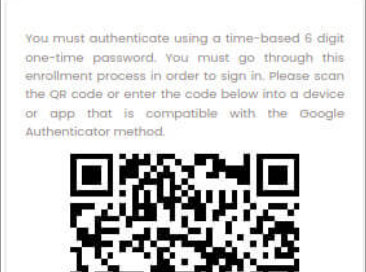 You must authenticate using a time-based 6 digit
one-time password. You must go through this
enrollment process in order to sign in. Please scan
the QR code or enter the code below into a device
or app that is compatible with the Google
Authenticator method.